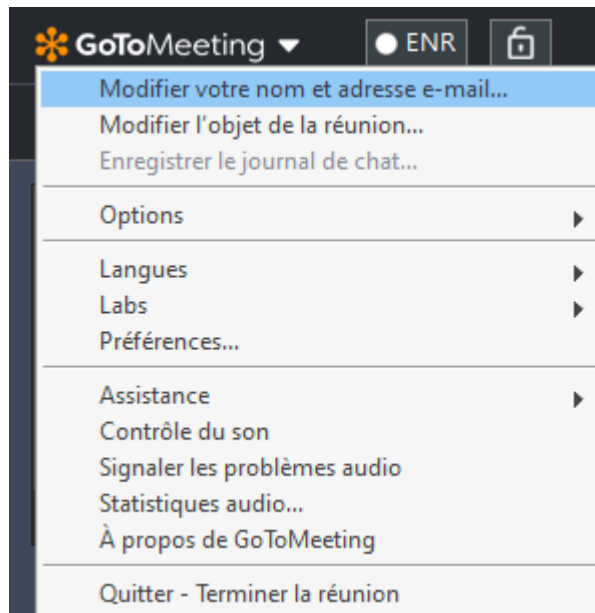 GoToMeeting ENR
Modifier votre nom et adresse e-mail...
Modifier l'objet de la réunion...
Enregistrer le journal de chat...
Options
Langues
Labs
Préférences...
Assistance
Contrôle du son
Signaler les problèmes audio
Statistiques audio...
À propos de GoToMeeting
Quitter - Terminer la réunion